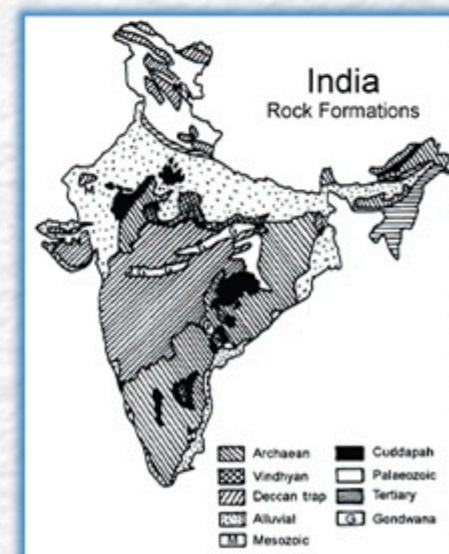 India
Rock Formations
M
Archaean
Vindhyan
Deccan trap
Alluvial
M Mesozoic
Cuddapah
Palaeozoic
Tertiary
G Gondwana